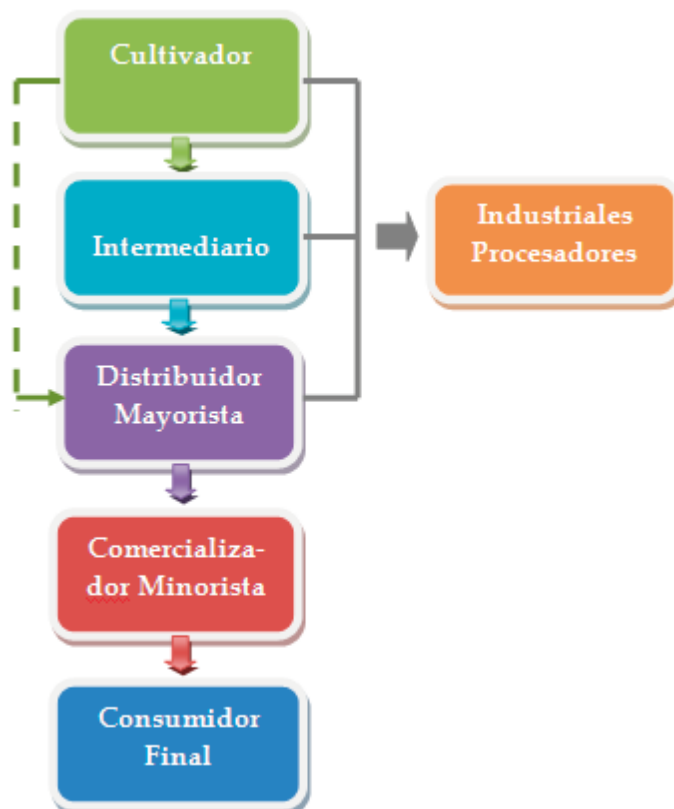 Cultivador
Intermediario
Industriales
Procesadores
Distribuidor
Mayorista
Comercializa-
dor Minorista
Consumidor
Final